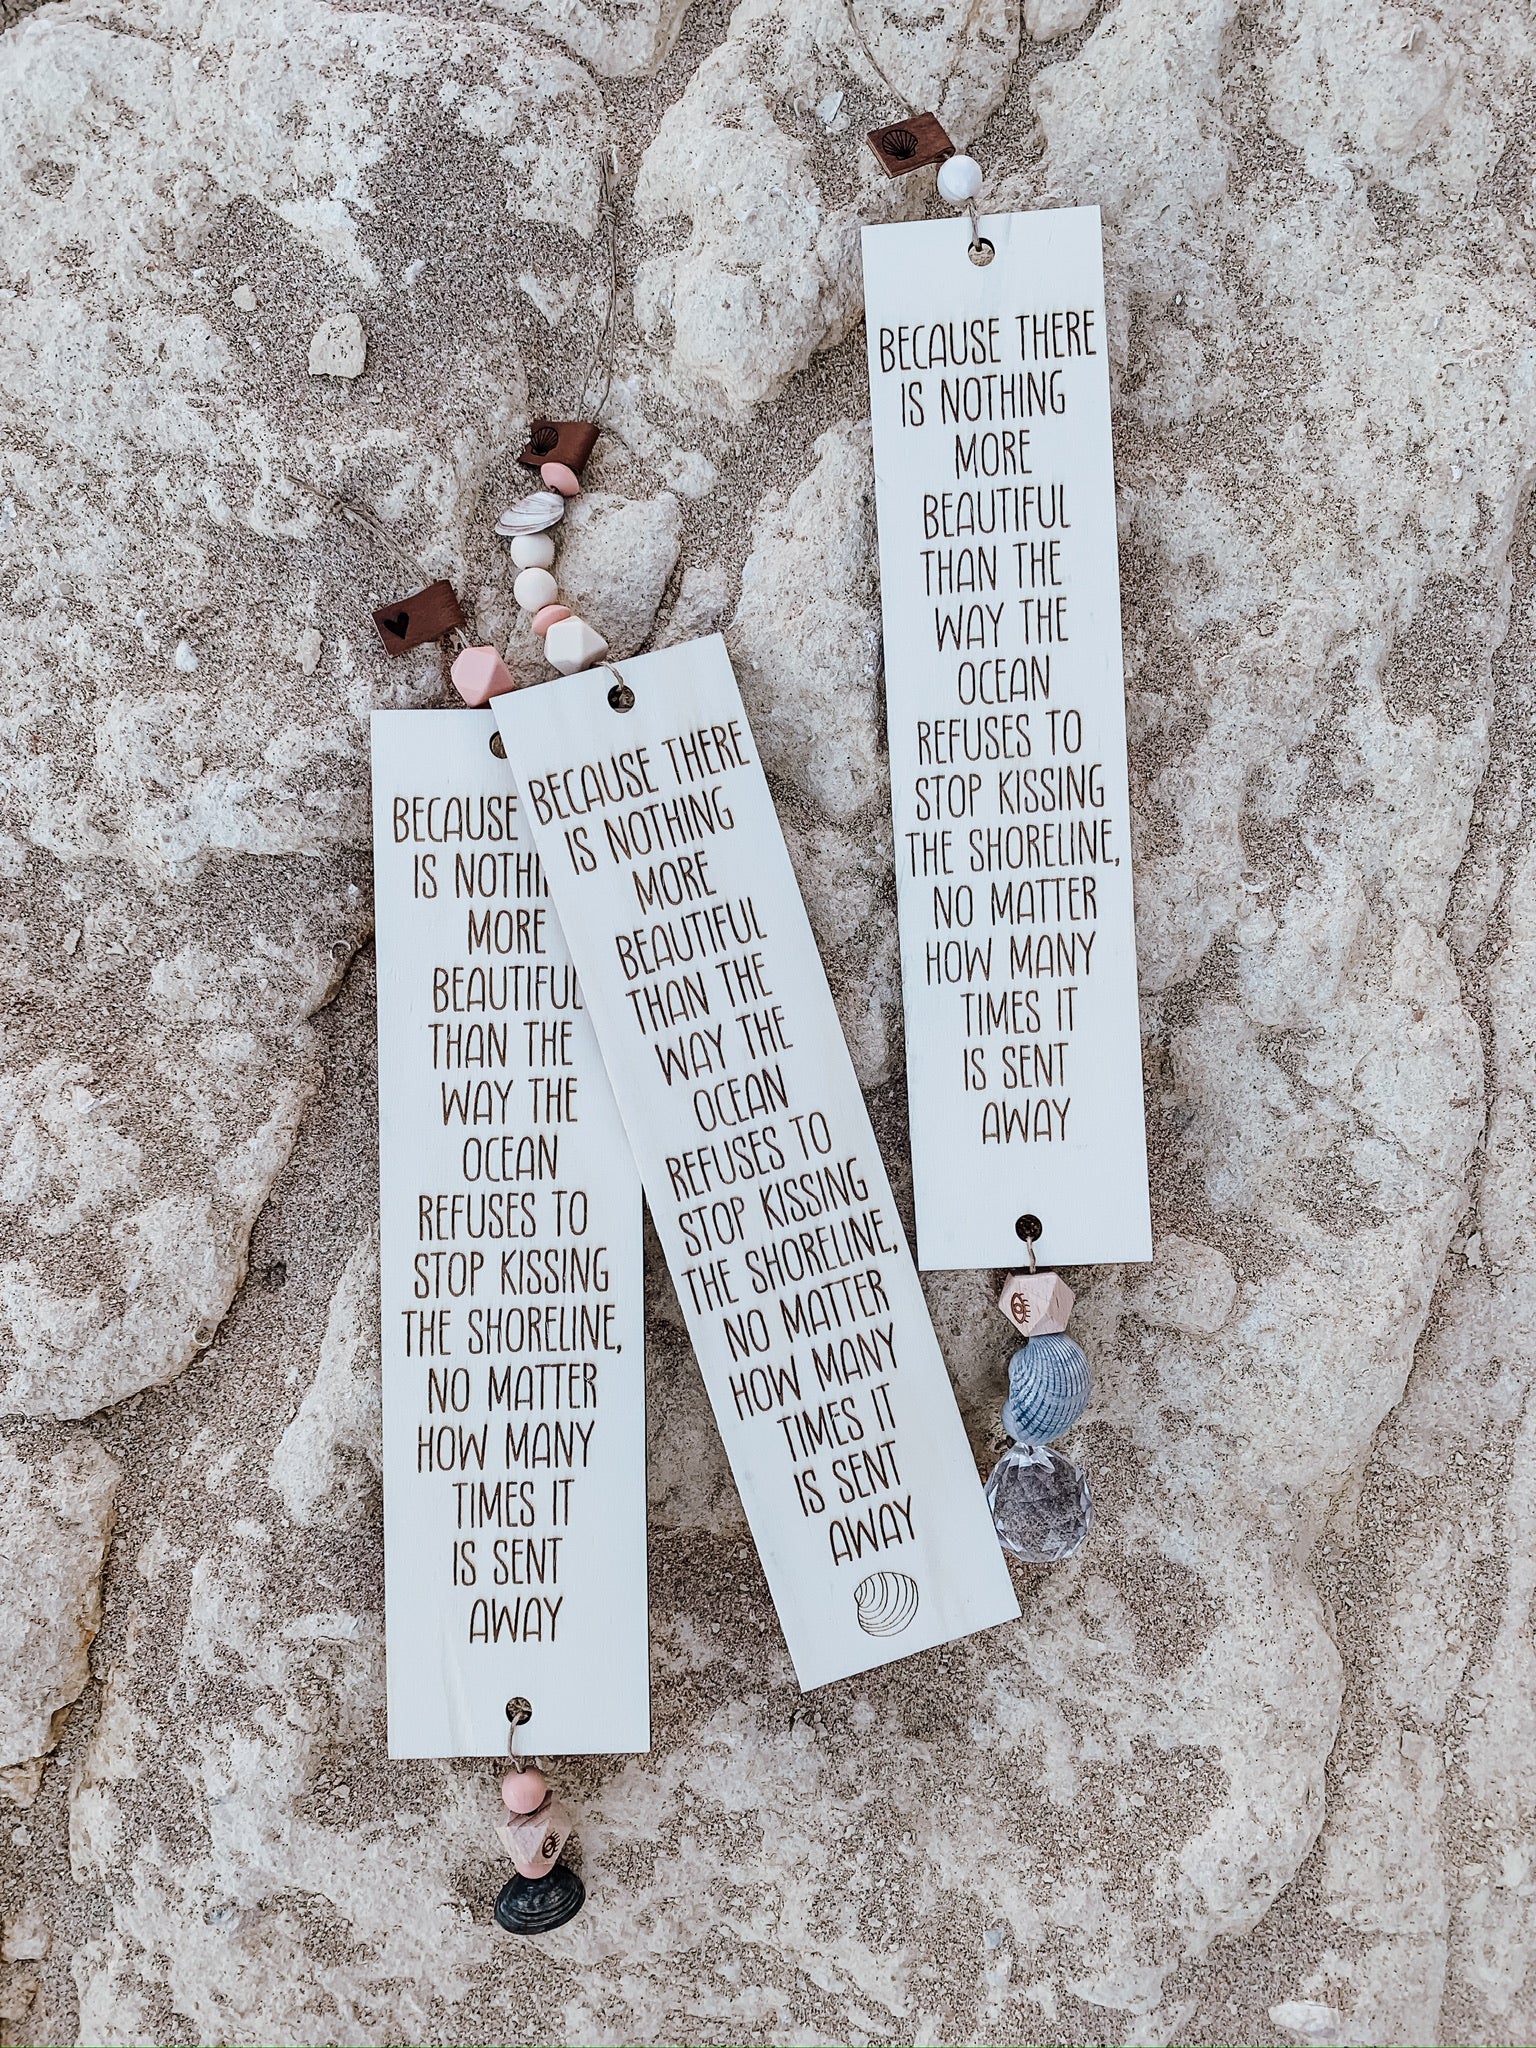 BECAUSE
IS NOTHIN
MORE
BEAUTIFUL
THAN THE
WAY THE
OCEAN
REFUSES TO
STOP KISSING
THE SHORELINE,
NO MATTER
HOW MANY
TIMES IT
IS SENT
AWAY
BECAUSE THERE
IS NOTHING
MORE
BEAUTIFUL
THAN THE
WAY THE
OCEAN
REFUSES TO
STOP KISSING
THE SHORELINE,
NO MATTER
HOW MANY
TIMES IT
IS SENT
AWAY
BECAUSE THERE
IS NOTHING
MORE
BEAUTIFUL
THAN THE
WAY THE
OCEAN
REFUSES TO
STOP KISSING
THE SHORELINE,
NO MATTER
HOW MANY
TIMES IT
IS SENT
AWAY